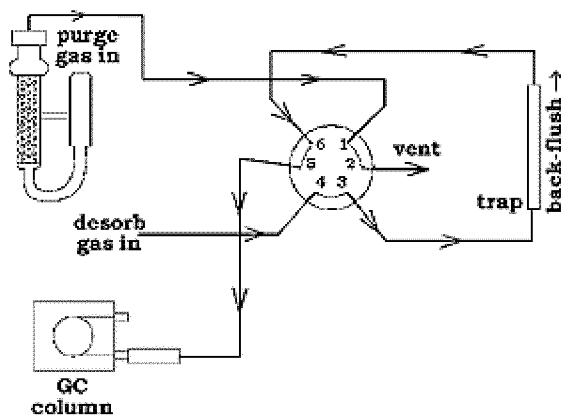 purge
gas in
6 1
5 2
4 3
vent
trap
back-flush →
desorb
gas in
GC
column